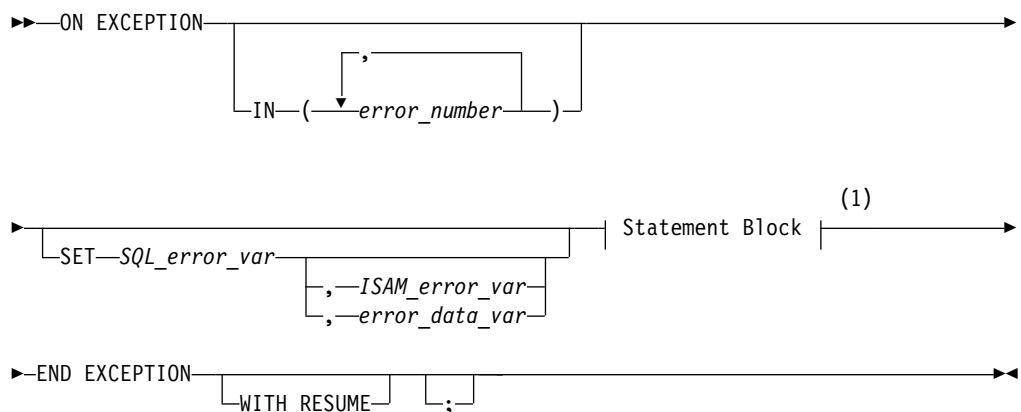 ON EXCEPTION
,
IN ( error_number )
(1)
SET SQL_error_var Statement Block
, ISAM_error_var
, error_data_var
END EXCEPTION
WITH RESUME ;